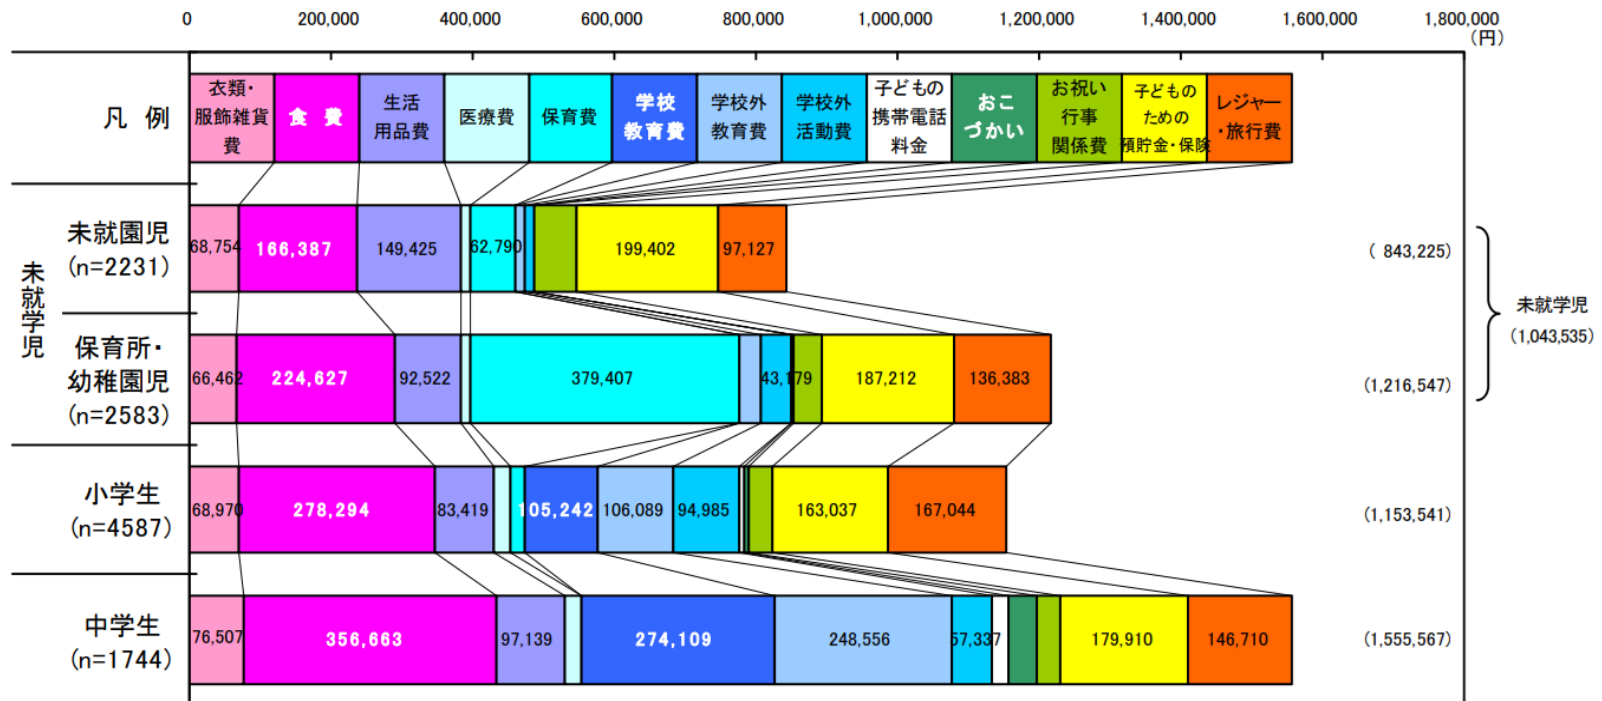 0 200,000 400,000 600,000 800,000 1,000,000 1,200,000 1,400,000 1,600,000 1,800,000
(円)
凡 例
衣類・
服飾雑貨
費
食 費
生活
用品費
医療費
保育費
学校
教育費
学校外
教育費
学校外
活動費
子どもの
携帯電話
料金
おこ
づかい
お祝い
行事
関係費
子どもの
ための
預貯金・保険
レジャー
・旅行費
未就学児
未就園児
(n=2231)
68,754 166,387 149,425 62,790 199,402 97,127 ( 843,225)
保育所・
幼稚園児
(n=2583)
66,462 224,627 92,522 379,407 43,179 187,212 136,383 (1,216,547)
未就学児
(1,043,535)
小学生
(n=4587)
68,970 278,294 83,419 105,242 106,089 94,985 163,037 167,044 (1,153,541)
中学生
(n=1744)
76,507 356,663 97,139 274,109 248,556 57,337 179,910 146,710 (1,555,567)